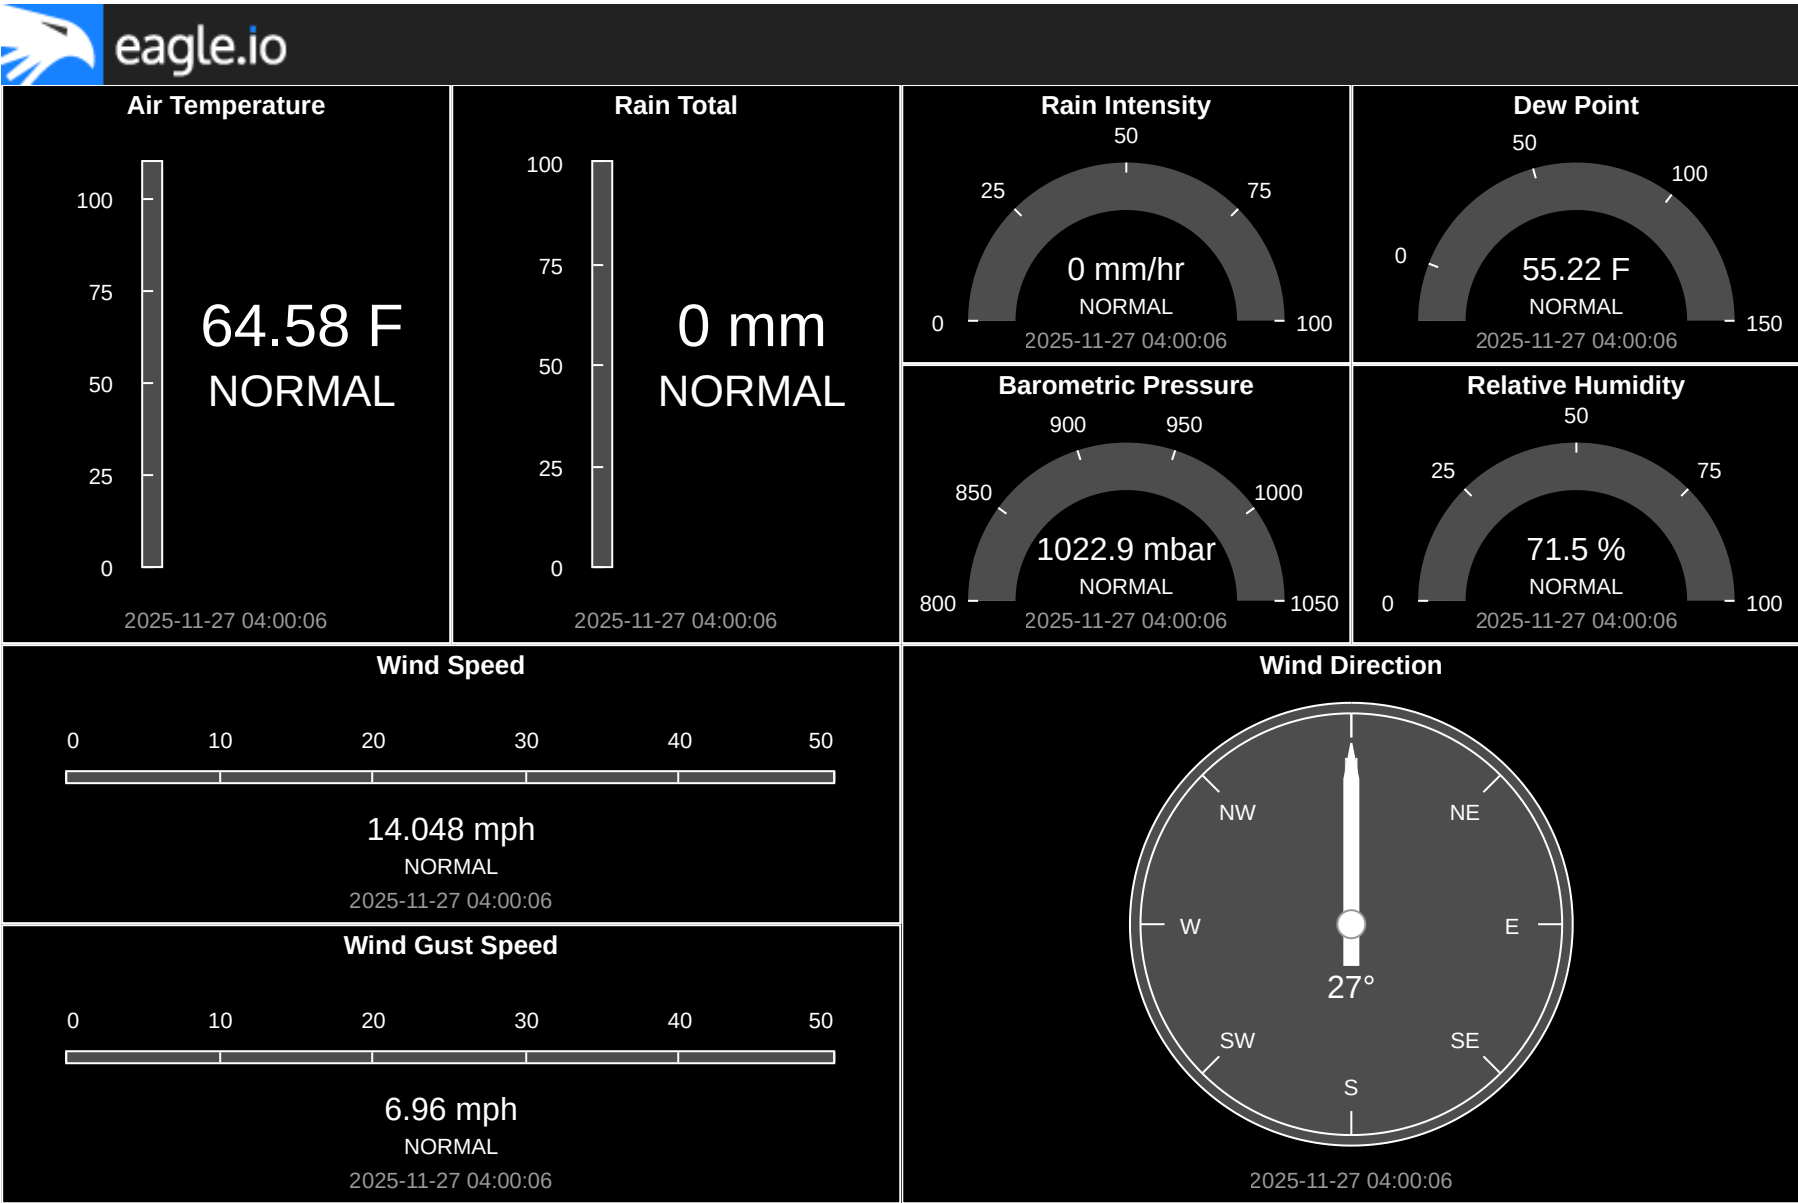 eagle.io
Air Temperature
100
75
50
25
0
64.58 F
NORMAL
2025-11-27 04:00:06
Rain Total
100
75
50
25
0
0 mm
NORMAL
2025-11-27 04:00:06
Rain Intensity
50
25
75
0
100
0 mm/hr
NORMAL
2025-11-27 04:00:06
Dew Point
50
100
0
150
55.22 F
NORMAL
2025-11-27 04:00:06
Barometric Pressure
900
950
850
1000
800
1050
1022.9 mbar
NORMAL
2025-11-27 04:00:06
Relative Humidity
50
25
75
0
100
71.5 %
NORMAL
2025-11-27 04:00:06
Wind Speed
0 10 20 30 40 50
14.048 mph
NORMAL
2025-11-27 04:00:06
Wind Gust Speed
0 10 20 30 40 50
6.96 mph
NORMAL
2025-11-27 04:00:06
Wind Direction
NW NE
W E
27°
SW SE
S
2025-11-27 04:00:06